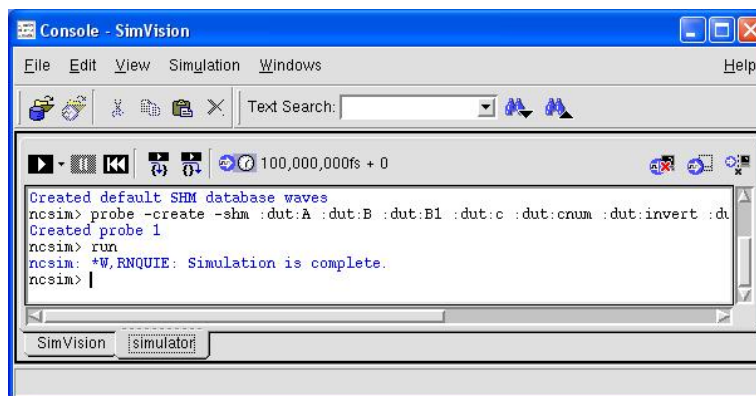 Console - SimVision
File Edit View Simulation Windows Help
Text Search:
100,000,000fs + 0
Created default SHM database waves
ncsim> probe -create -shm :dut:A :dut:B :dut:B1 :dut:c :dut:cnum :dut:invert :du
Created probe 1
ncsim> run
ncsim: *W,RNQUIE: Simulation is complete.
ncsim>
SimVision simulator